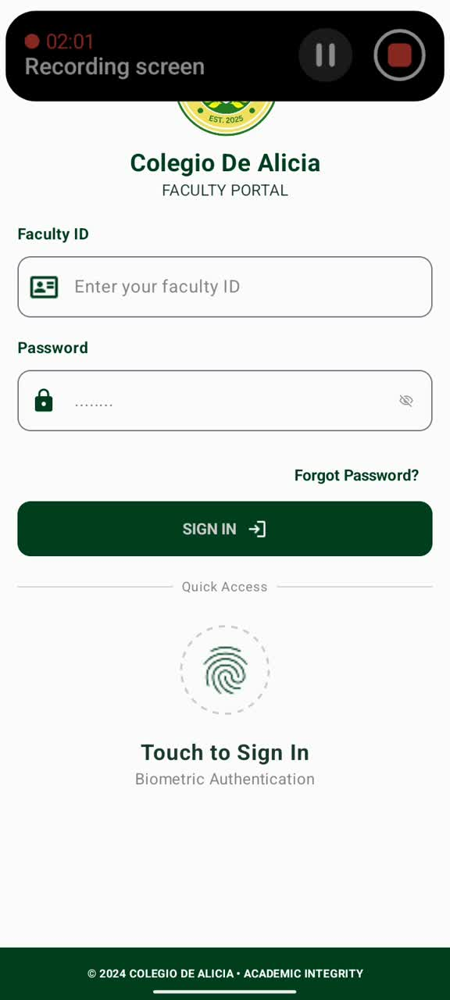 02:01
Recording screen
EST. 2025
Colegio De Alicia
FACULTY PORTAL
Faculty ID
Enter your faculty ID
Password
........
Forgot Password?
SIGN IN
Quick Access
Touch to Sign In
Biometric Authentication
© 2024 COLEGIO DE ALICIA • ACADEMIC INTEGRITY